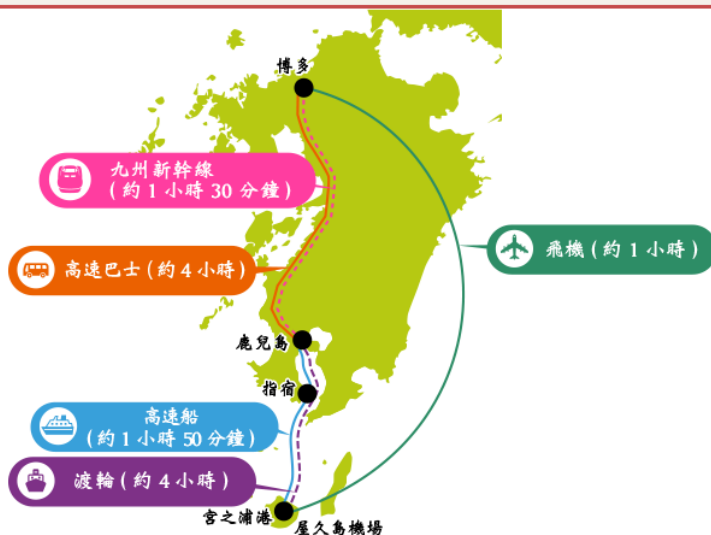 博多
九州新幹線
(約 1 小時 30 分鐘)
飛機 (約 1 小時)
高速巴士 (約 4 小時)
鹿兒島
指宿
高速船
(約 1 小時 50 分鐘)
渡輪 (約 4 小時)
宮之浦港
屋久島機場